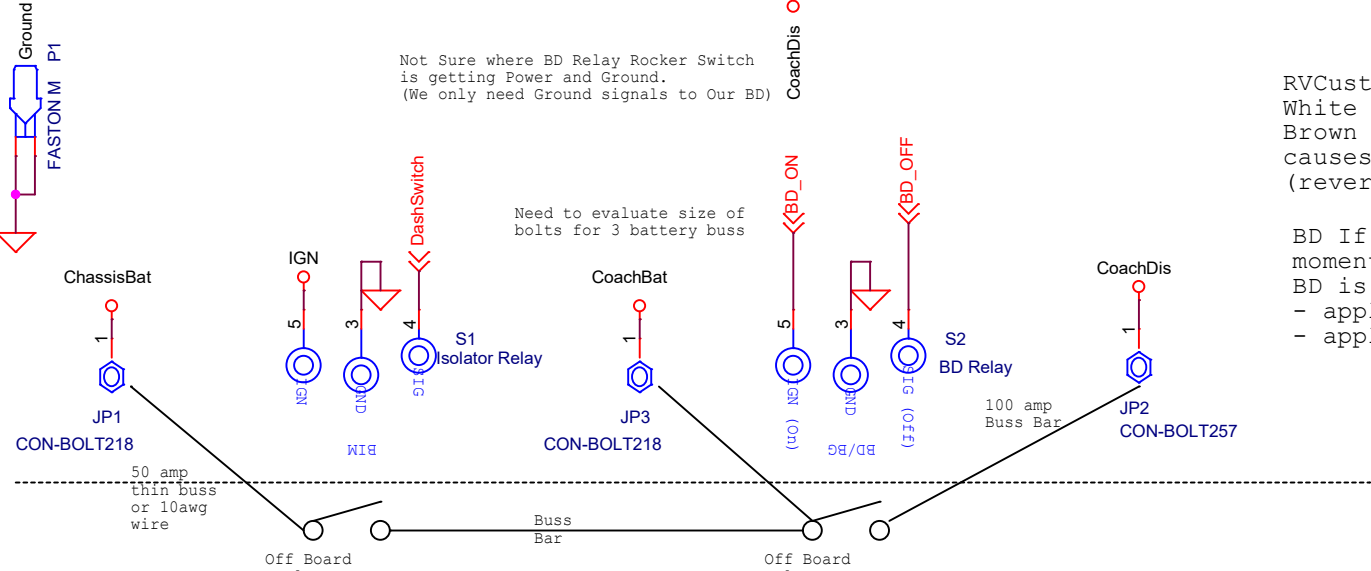 Ground
FASTON M P1
CoachDis
Not Sure where BD Relay Rocker Switch
is getting Power and Ground.
(We only need Ground signals to Our BD)
RVCust
White
Brown
causes
(rever
DashSwitch
BD_ON
BD_OFF
Need to evaluate size of
bolts for 3 battery buss
BD If
momen
BD is
- appl
- appl
ChassisBat
IGN
CoachBat
CoachDis
1
5
3
4
S1
Isolator Relay
1
5
3
4
S2
BD Relay
1
IGN
GND
SIG
IGN (On)
GND
SIG (Off)
JP1
CON-BOLT218
BIM
JP3
CON-BOLT218
BD/BG
100 amp
Buss Bar
JP2
CON-BOLT257
50 amp
thin buss
or 10awg
wire
Buss
Bar
Off Board
Off Board